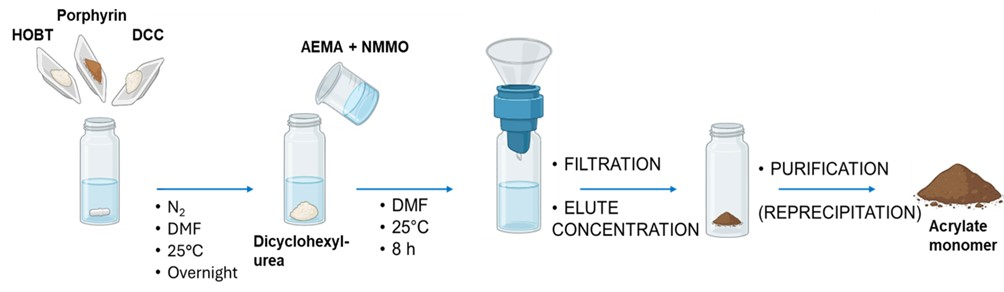 Porphyrin
HOBT
DCC
AEMA + NMMO
• N₂
• DMF
• 25°C
• Overnight
Dicyclohexyl-
urea
• DMF
• 25°C
• 8 h
• FILTRATION
• ELUTE
CONCENTRATION
• PURIFICATION
(REPRECIPITATION)
Acrylate
monomer